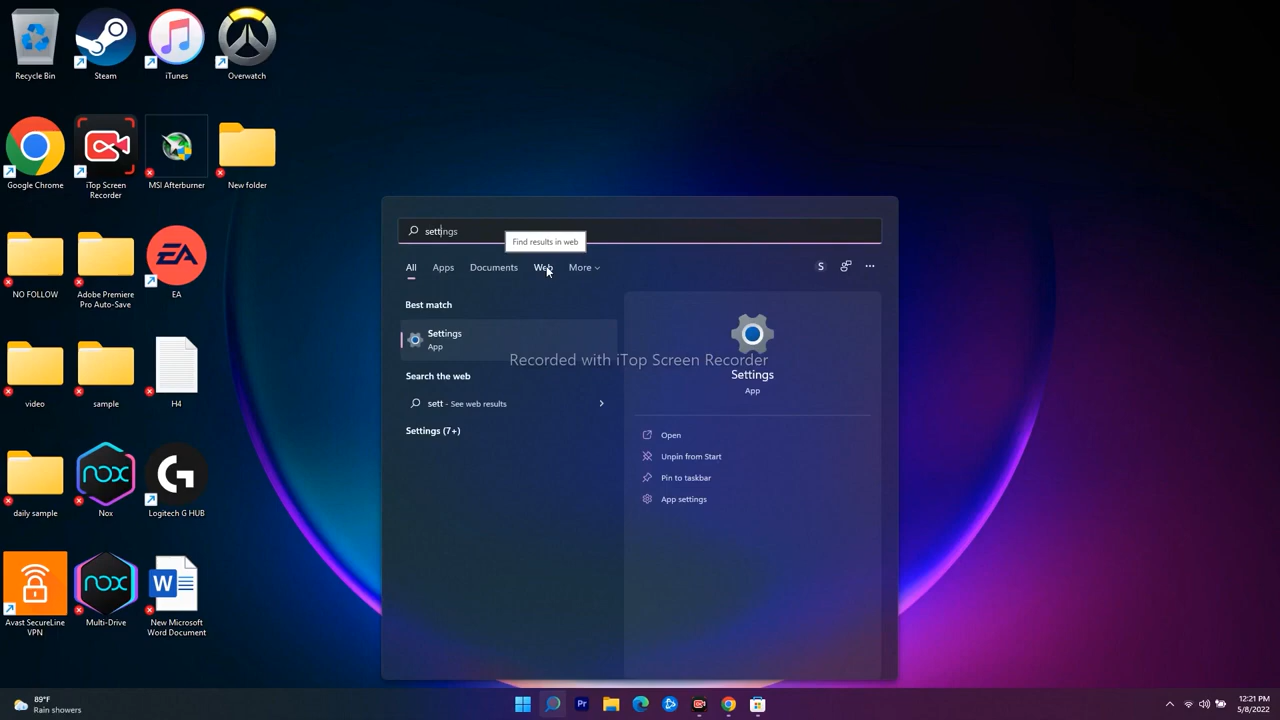 Recycle Bin
Steam
iTunes
Overwatch
Google Chrome
iTop Screen
Recorder
MSI Afterburner
New folder
NO FOLLOW
Adobe Premiere
Pro Auto-Save
EA
EA
video
sample
H4
daily sample
nox
Nox
Logitech G HUB
Avast SecureLine
VPN
nox
Multi-Drive
W
New Microsoft
Word Document
settings
Find results in web
All
Apps
Documents
Web
More
S
Best match
Settings
App
Search the web
sett - See web results
Settings (7+)
Recorded with iTop Screen Recorder
Settings
App
Open
Unpin from Start
Pin to taskbar
App settings
89°F
Rain showers
Pr
12:21 PM
5/8/2022